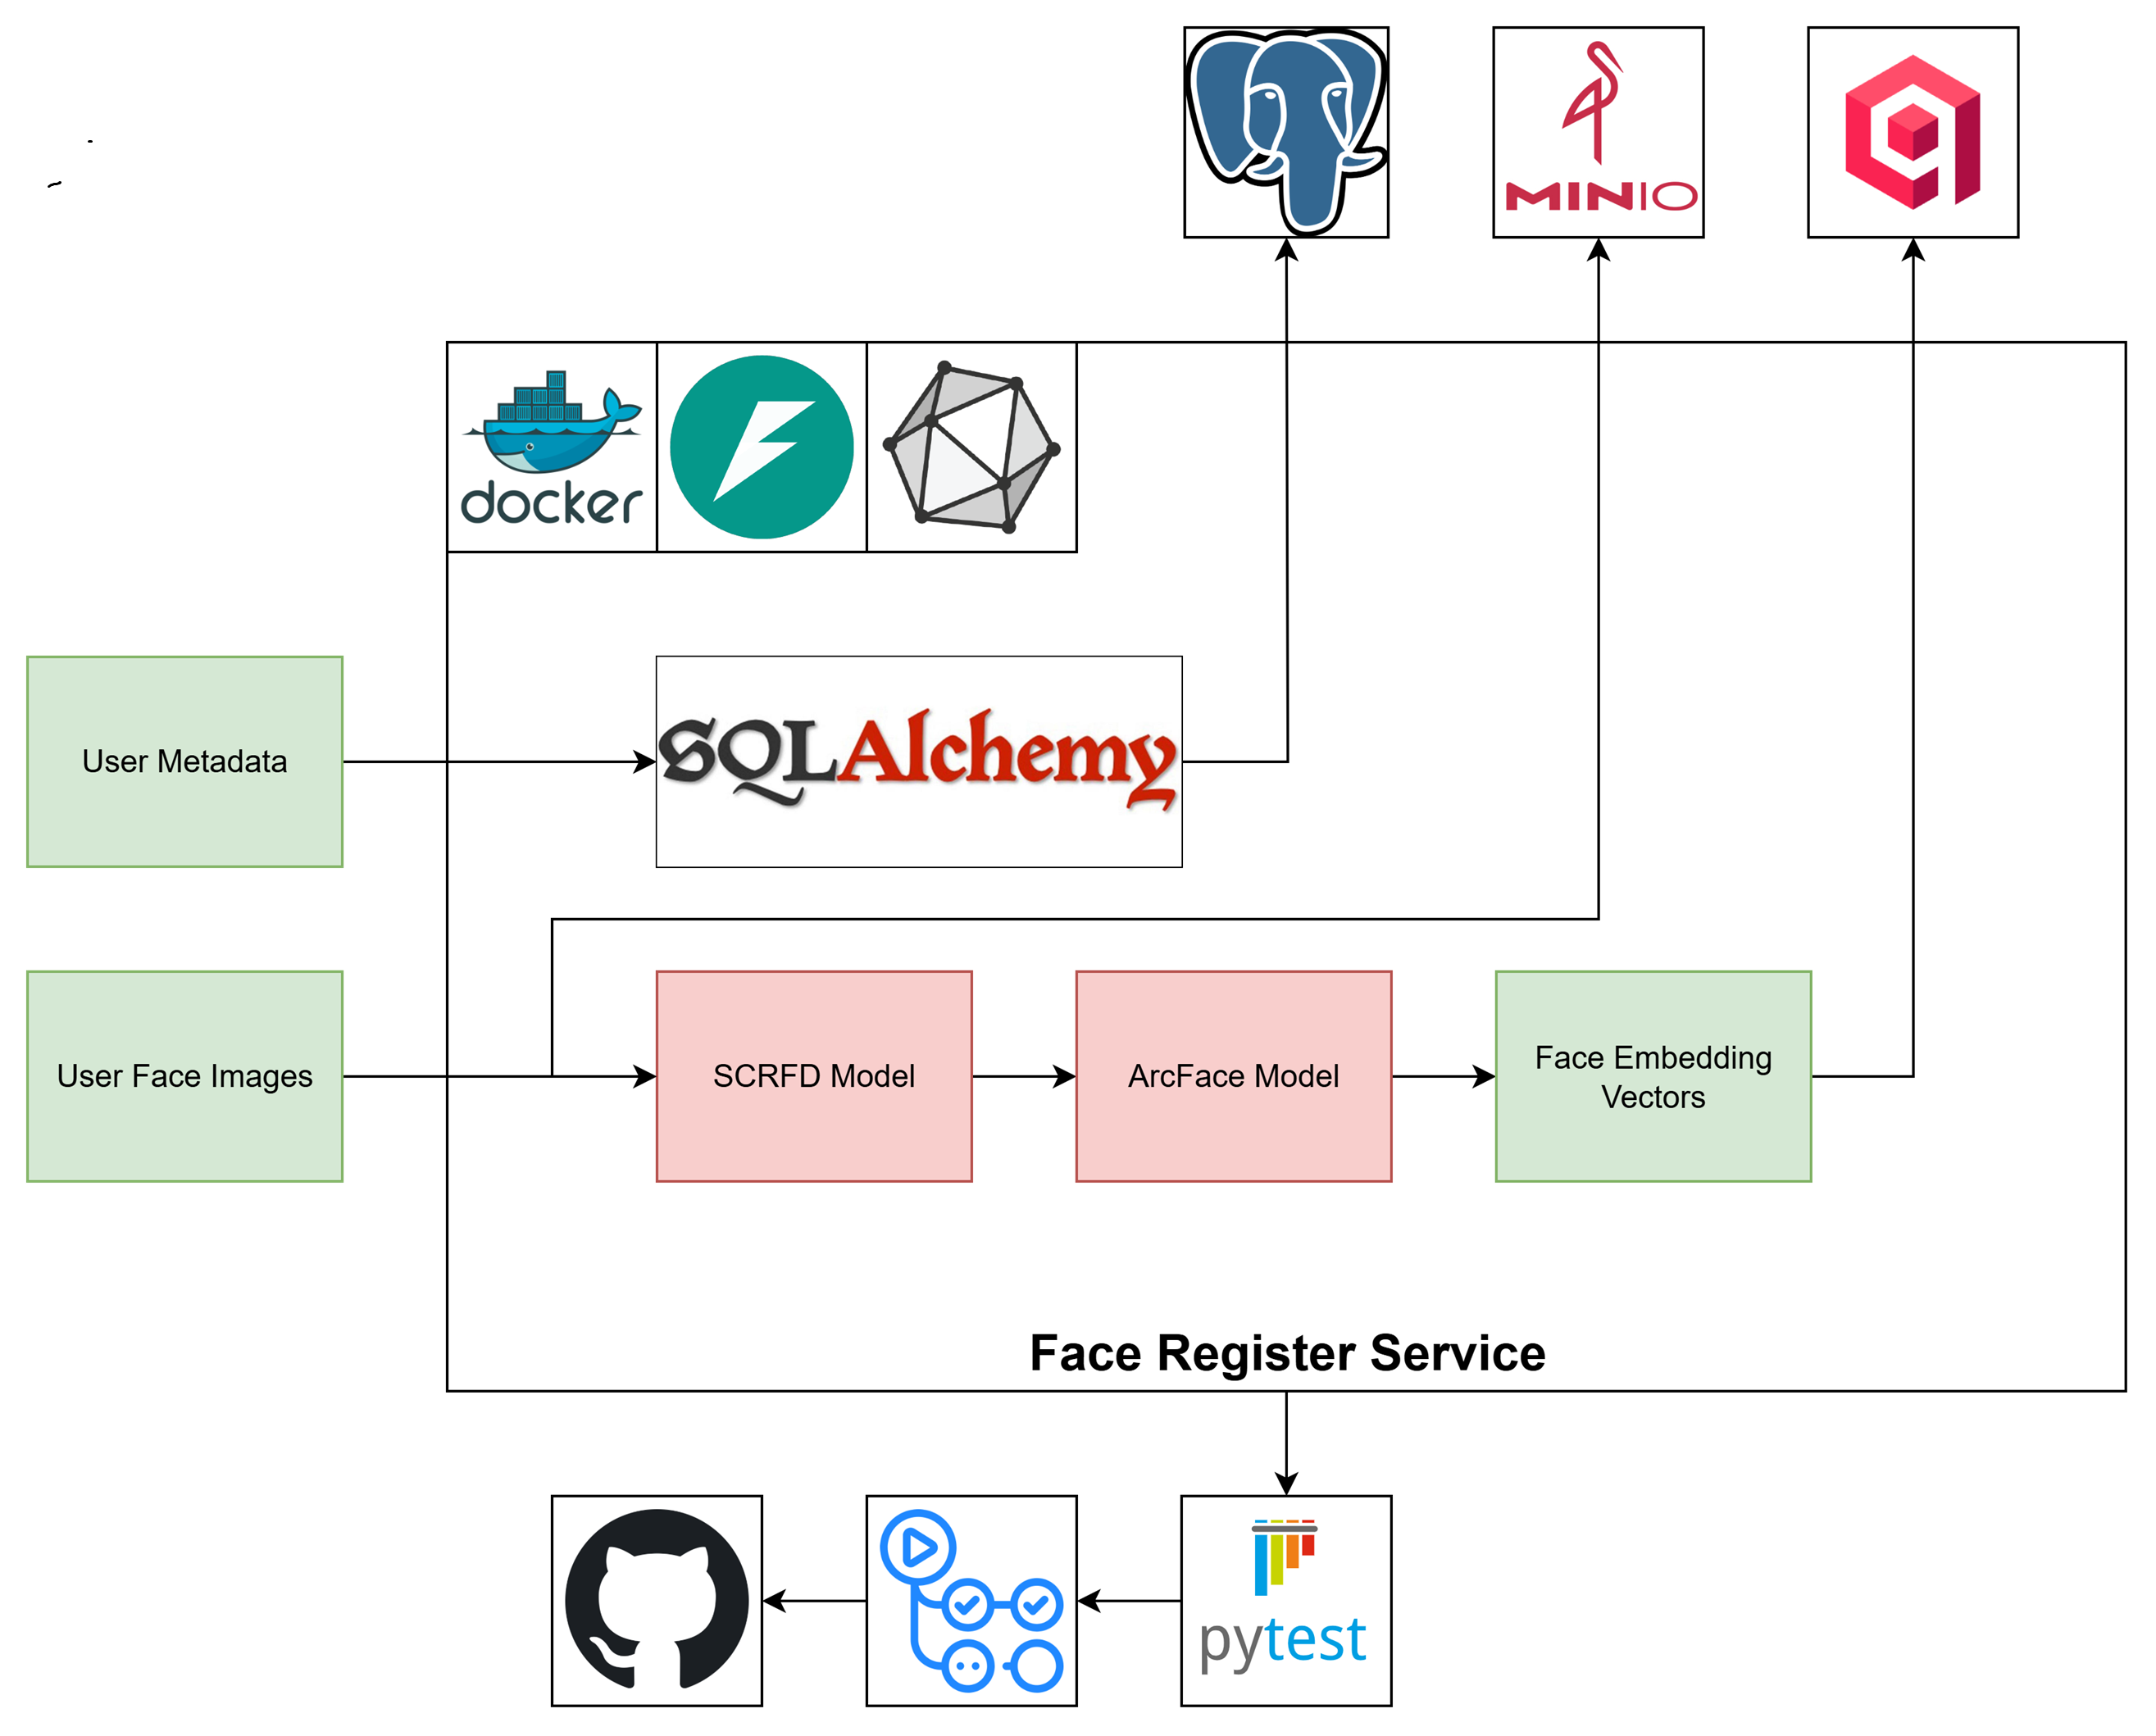 MINIO
docker
User Metadata
SQLAlchemy
User Face Images
SCRFD Model
ArcFace Model
Face Embedding
Vectors
Face Register Service
pytest